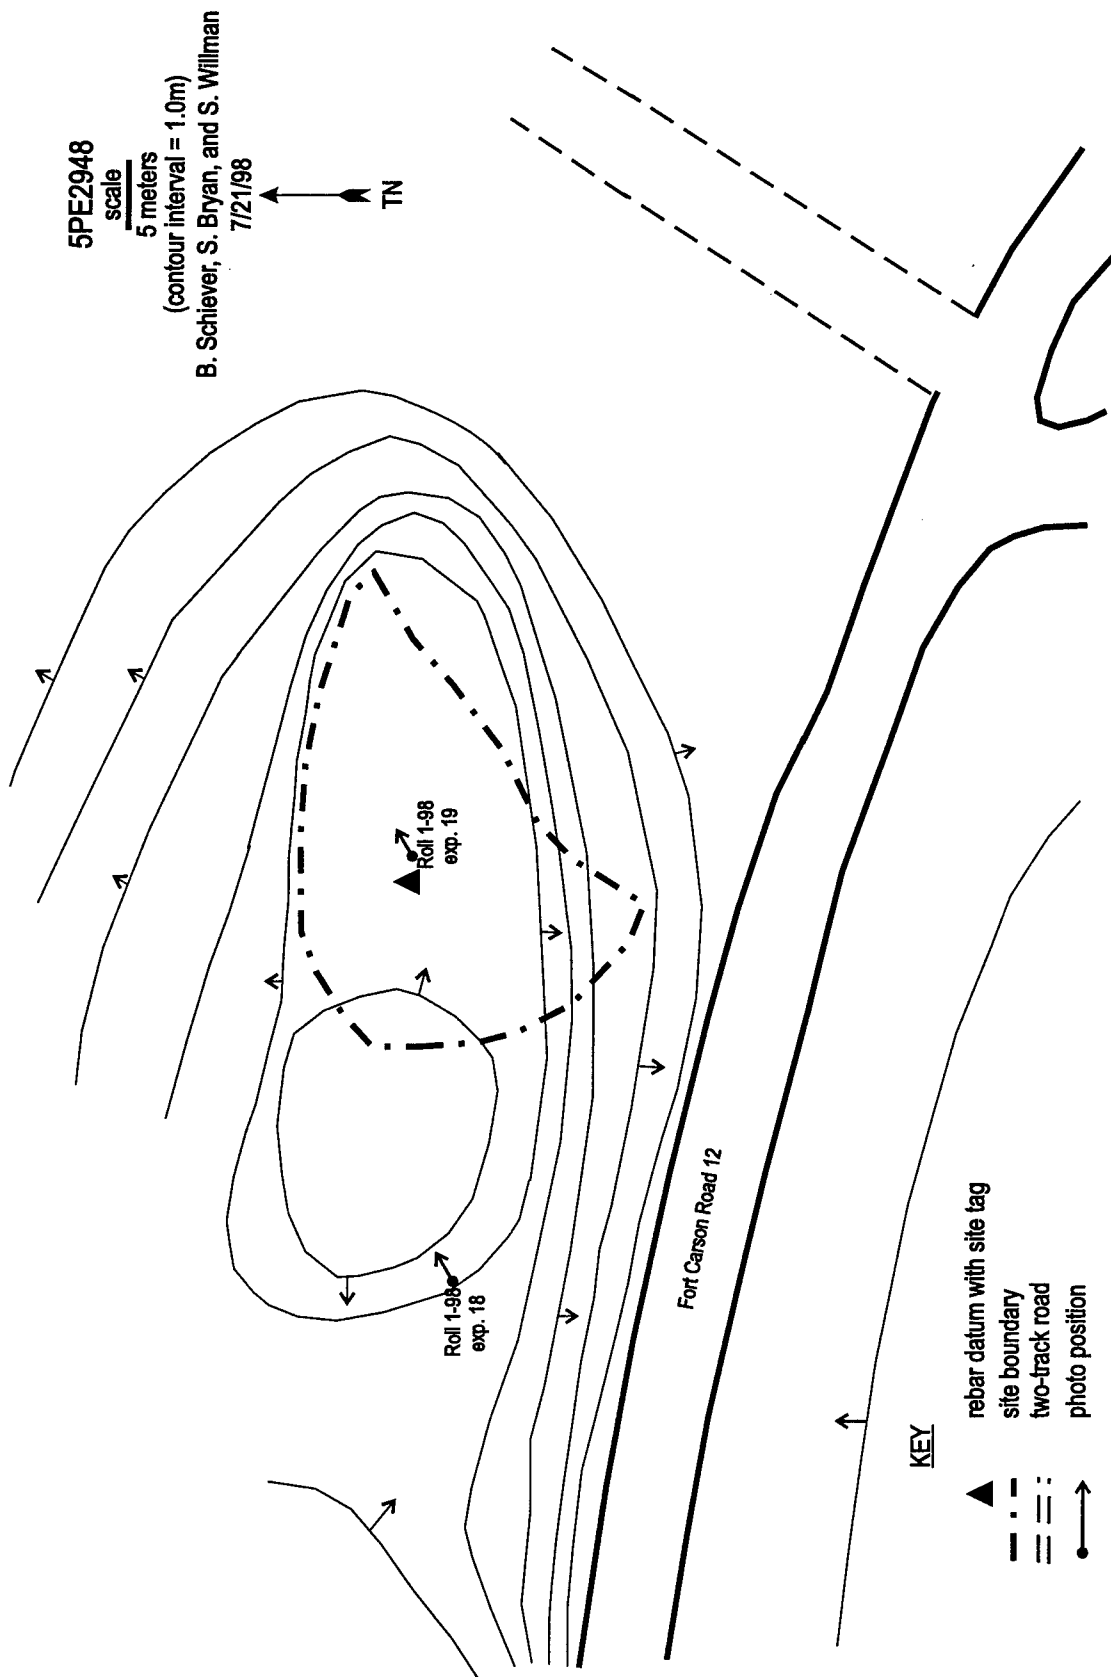 5PE2948
scale
5 meters
(contour interval = 1.0m)
B. Schiever, S. Bryan, and S. Willman
7/21/98
TN
Roll 1-98
exp. 19
Roll 1-98
exp. 18
Fort Carson Road 12
KEY
rebar datum with site tag
site boundary
two-track road
photo position